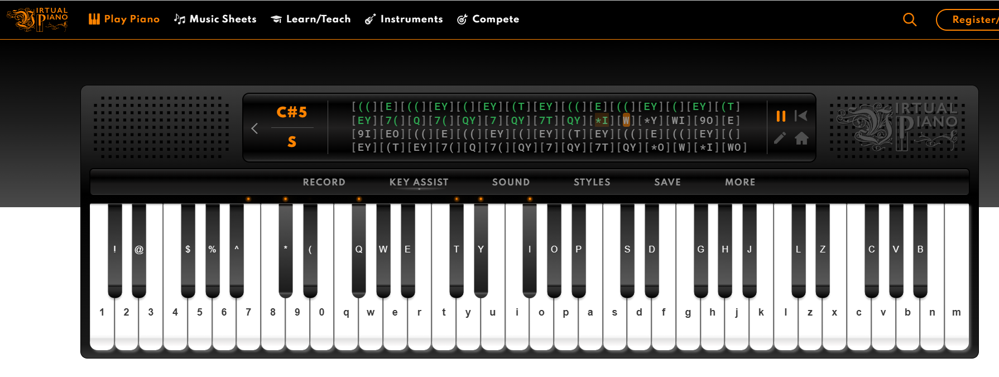 VIRTUAL PIANO
Play Piano
Music Sheets
Learn/Teach
Instruments
Compete
Register/
C#5
S
[((][E][((][EY][(][EY][(T][EY][((][E][((][EY][(][EY][(T]
[EY][7(][Q][7(][QY][7][QY][7T][QY][*I][W][*Y][WI][9O][E]
[9I][EO][((][E][((][EY][(][EY][(T][EY][((][E][((][EY][(]
[EY][(T][EY][7(][Q][7(][QY][7][QY][7T][QY][*O][W][*I][WO]
VIRTUAL PIANO
RECORD
KEY ASSIST
SOUND
STYLES
SAVE
MORE
! @ $ % ^ * ( Q W E T Y I O P S D G H J L Z C V B
1 2 3 4 5 6 7 8 9 0 q w e r t y u i o p a s d f g h j k l z x c v b n m